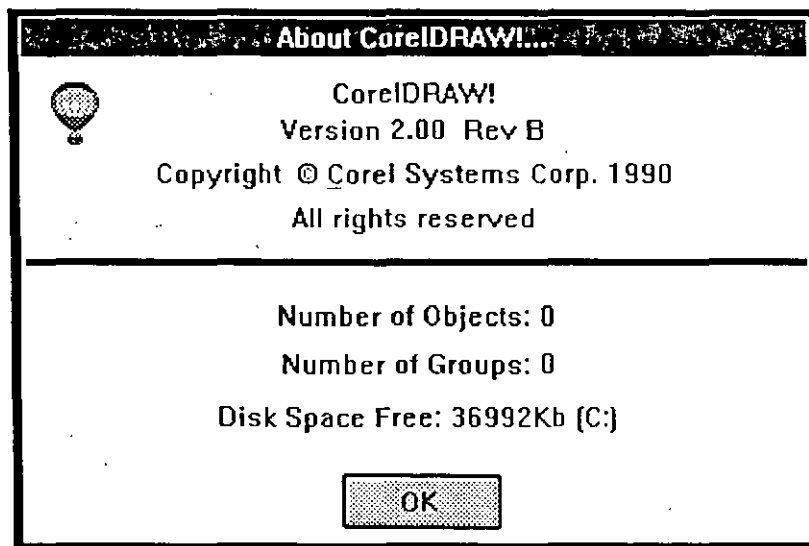 About CorelDRAW!...
CorelDRAW!
Version 2.00 Rev B
Copyright © Corel Systems Corp. 1990
All rights reserved
Number of Objects: 0
Number of Groups: 0
Disk Space Free: 36992Kb (C:)
OK